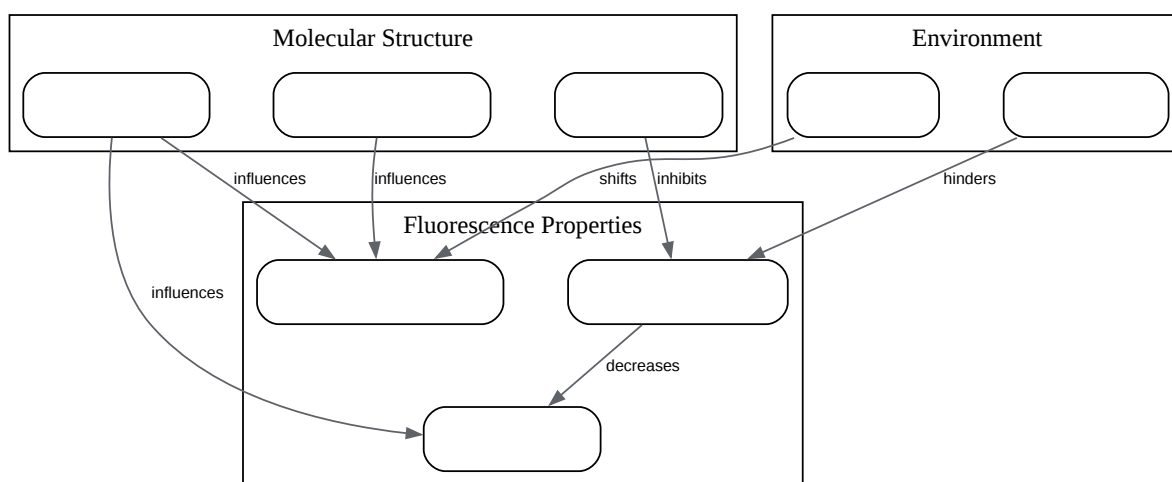 Molecular Structure
Environment
influences
influences
shifts
inhibits
hinders
Fluorescence Properties
influences
decreases